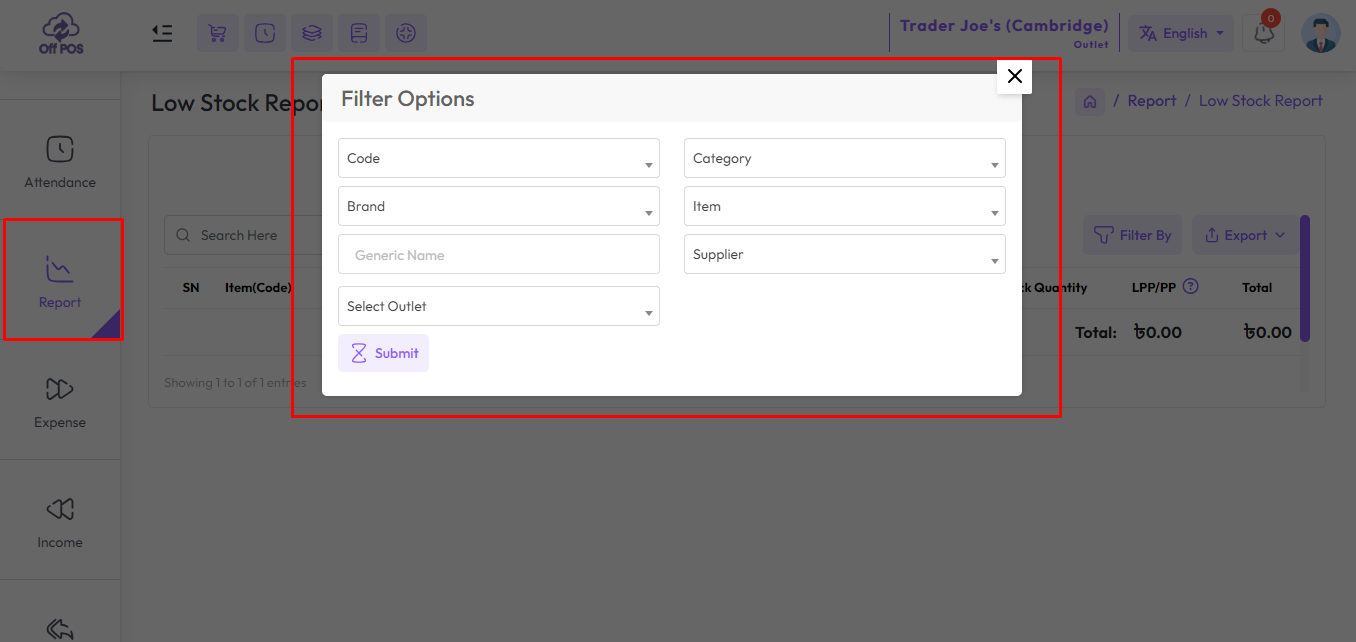 Off POS
Trader Joe's (Cambridge)
Outlet
English
0
Low Stock Repor
/ Report / Low Stock Report
Filter Options
Code
Category
Brand
Item
Generic Name
Supplier
Select Outlet
Submit
Attendance
Report
Expense
Income
Search Here
Filter By
Export
SN
Item(Code)
Quantity
LPP/PP
?
Total
Total:
৳0.00
৳0.00
Showing 1 to 1 of 1 entries